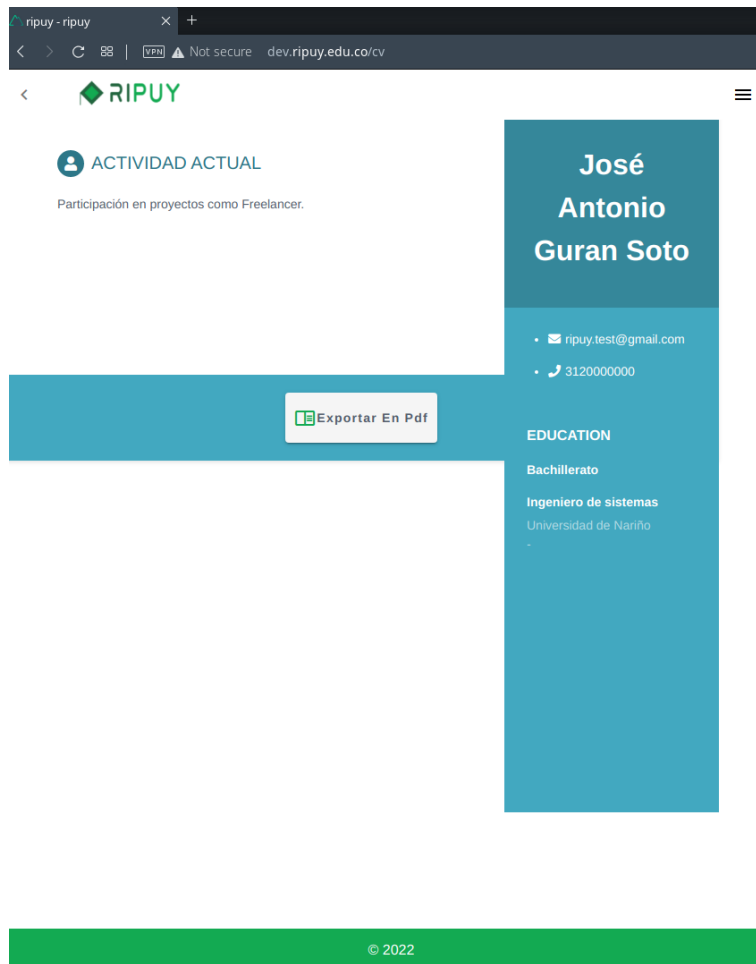 ripuy - ripuy
VPN Not secure dev.ripuy.edu.co/cv
RIPUY
ACTIVIDAD ACTUAL
Participación en proyectos como Freelancer.
José
Antonio
Guran Soto
ripuy.test@gmail.com
3120000000
Exportar En Pdf
EDUCATION
Bachillerato
Ingeniero de sistemas
Universidad de Nariño
-
© 2022